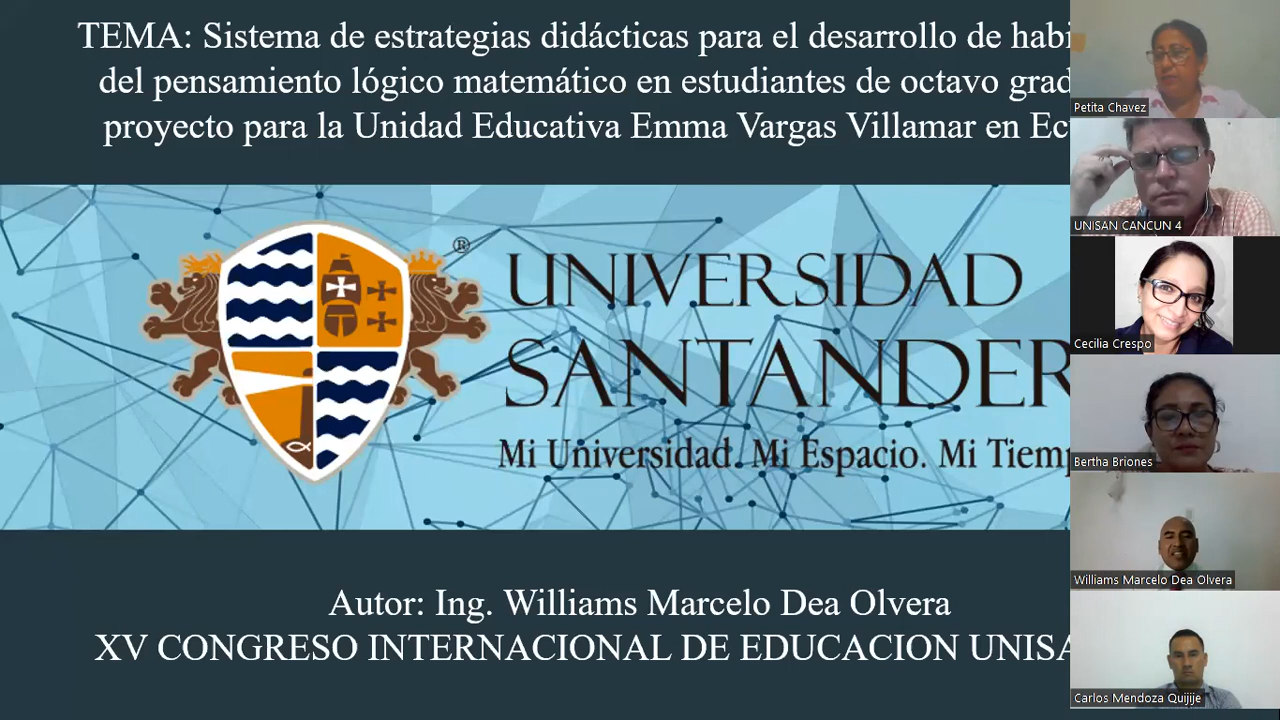 TEMA: Sistema de estrategias didácticas para el desarrollo de habi
del pensamiento lógico matemático en estudiantes de octavo grad
proyecto para la Unidad Educativa Emma Vargas Villamar en Ec
®
UNIVERSIDAD
SANTANDER
Mi Universidad. Mi Espacio. Mi Tiemp
Autor: Ing. Williams Marcelo Dea Olvera
XV CONGRESO INTERNACIONAL DE EDUCACION UNISA
Petita Chavez
UNISAN CANCUN 4
Cecilia Crespo
Bertha Briones
Williams Marcelo Dea Olvera
Carlos Mendoza Quijije